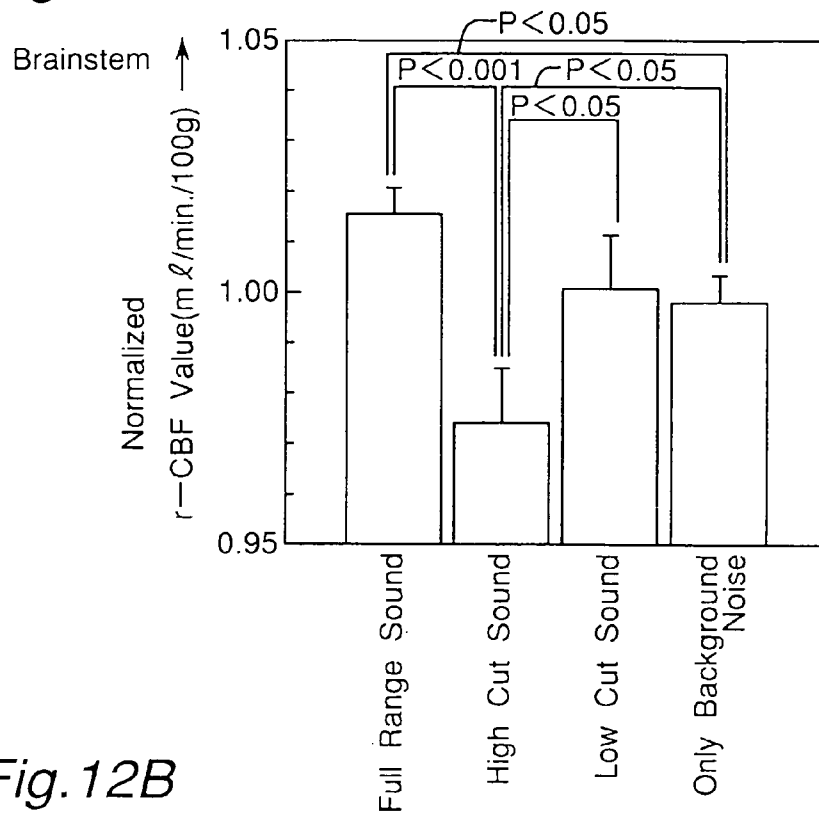 P<0.05
1.05
Brainstem
P<0.001
P<0.05
P<0.05
1.00
0.95
Normalized
r—CBF Value(mℓ/min./100g)
Full Range Sound
High Cut Sound
Low Cut Sound
Only Background
Noise
Fig.12B